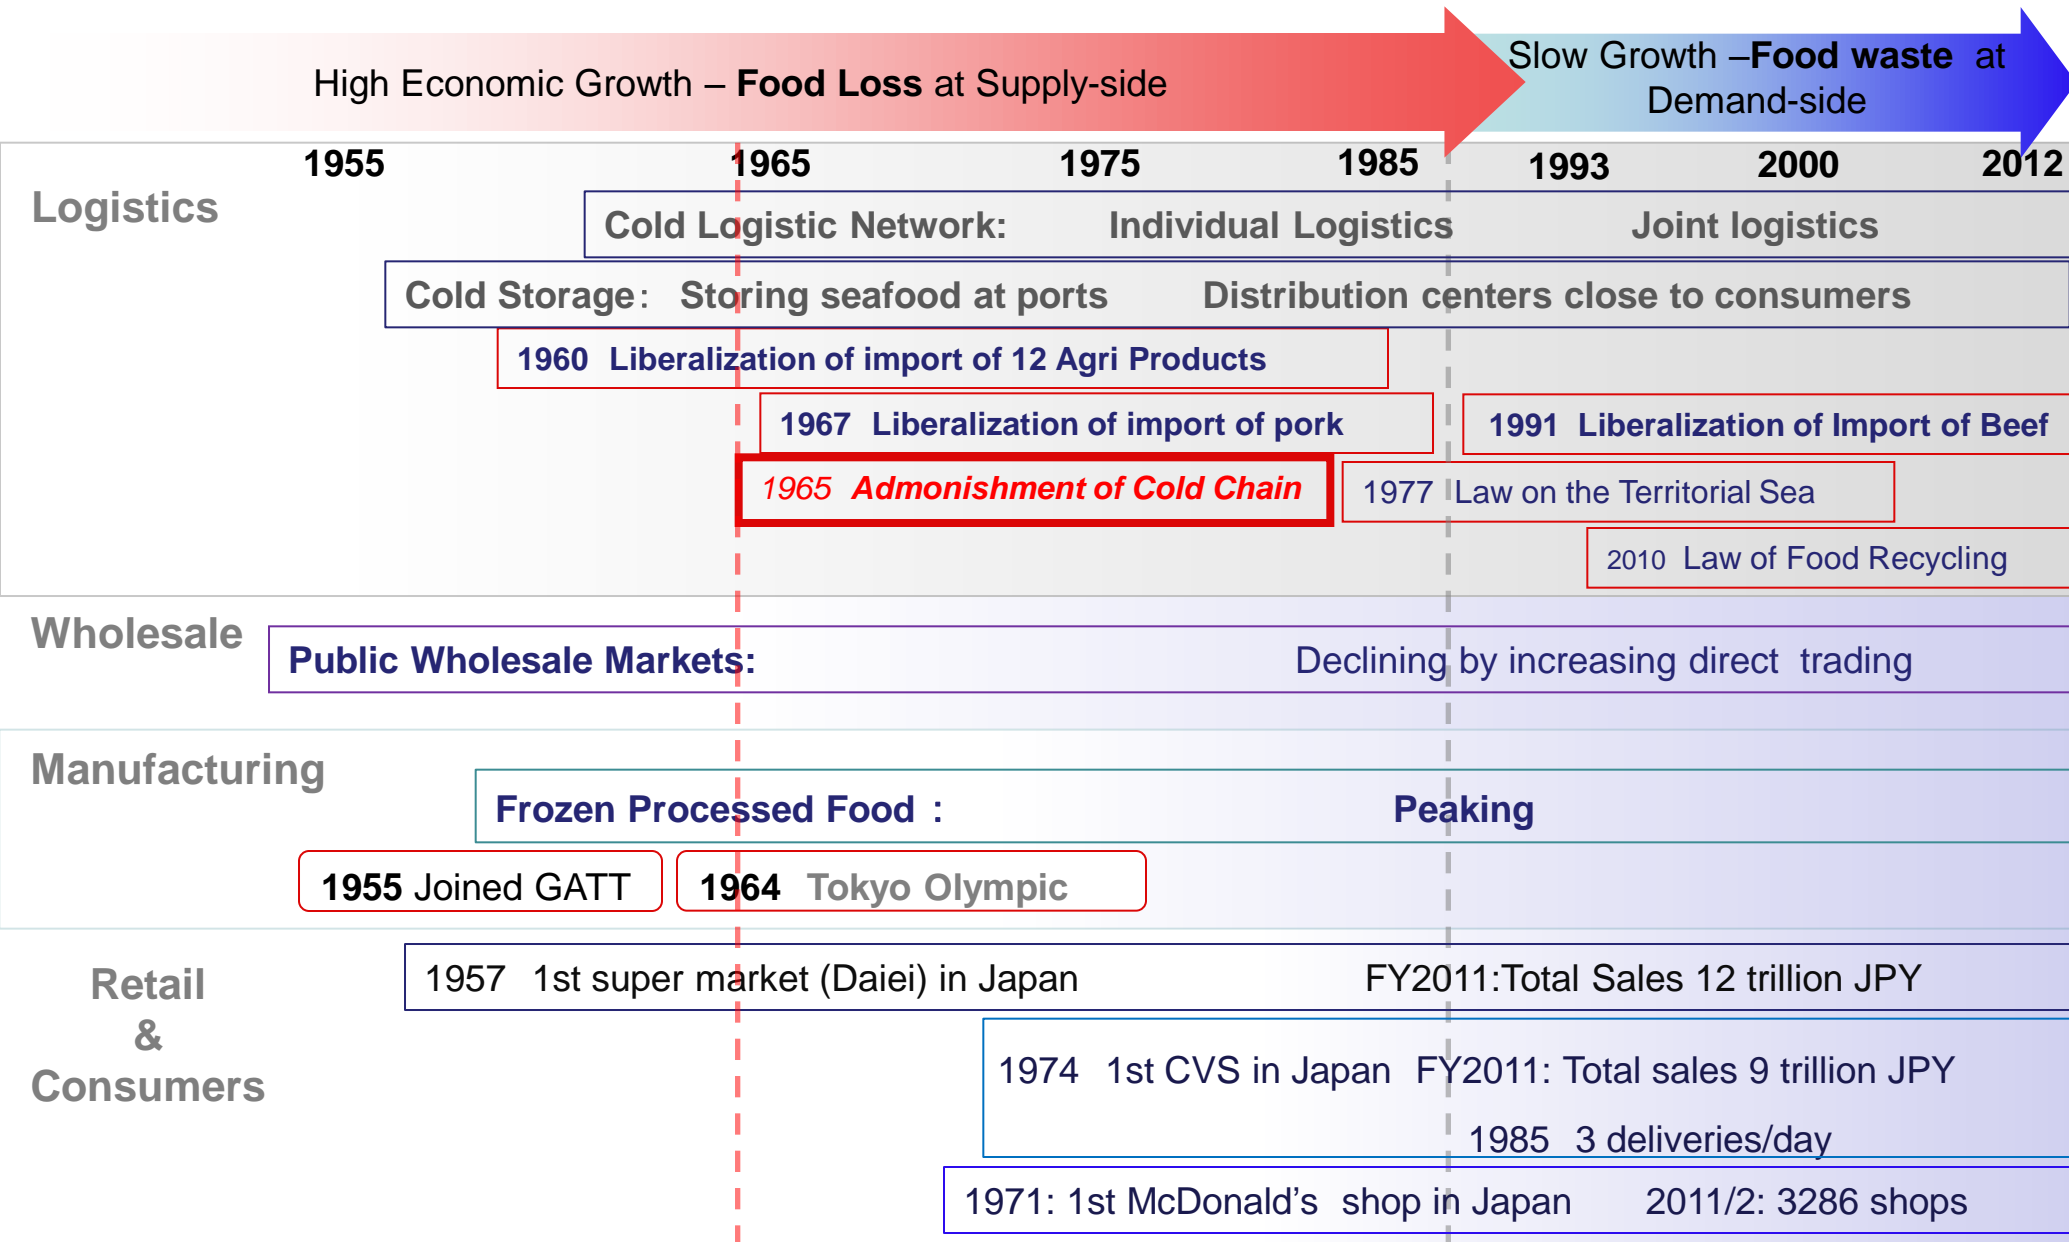 High Economic Growth – Food Loss at Supply-side
Slow Growth –Food waste at
Demand-side
1955 1965 1975 1985 1993 2000 2012
Logistics
Cold Logistic Network: Individual Logistics Joint logistics
Cold Storage: Storing seafood at ports Distribution centers close to consumers
1960 Liberalization of import of 12 Agri Products
1967 Liberalization of import of pork
1991 Liberalization of Import of Beef
1965 Admonishment of Cold Chain
1977 Law on the Territorial Sea
2010 Law of Food Recycling
Wholesale
Public Wholesale Markets: Declining by increasing direct trading
Manufacturing
Frozen Processed Food : Peaking
1955 Joined GATT
1964 Tokyo Olympic
Retail
&
Consumers
1957 1st super market (Daiei) in Japan FY2011:Total Sales 12 trillion JPY
1974 1st CVS in Japan FY2011: Total sales 9 trillion JPY
1985 3 deliveries/day
1971: 1st McDonald’s shop in Japan 2011/2: 3286 shops